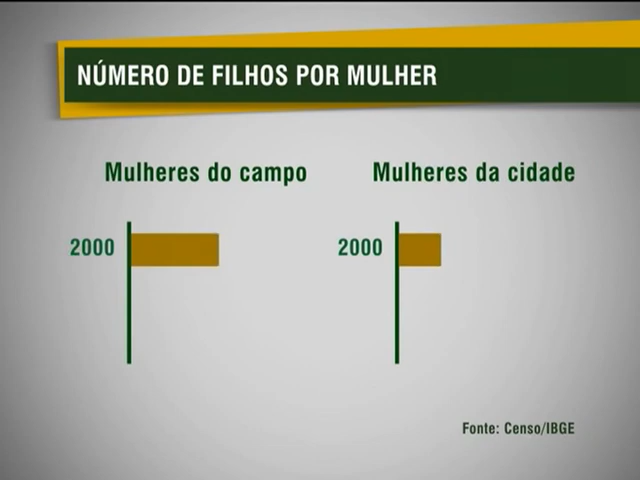 NÚMERO DE FILHOS POR MULHER
Mulheres do campo
Mulheres da cidade
2000
2000
Fonte: Censo/IBGE